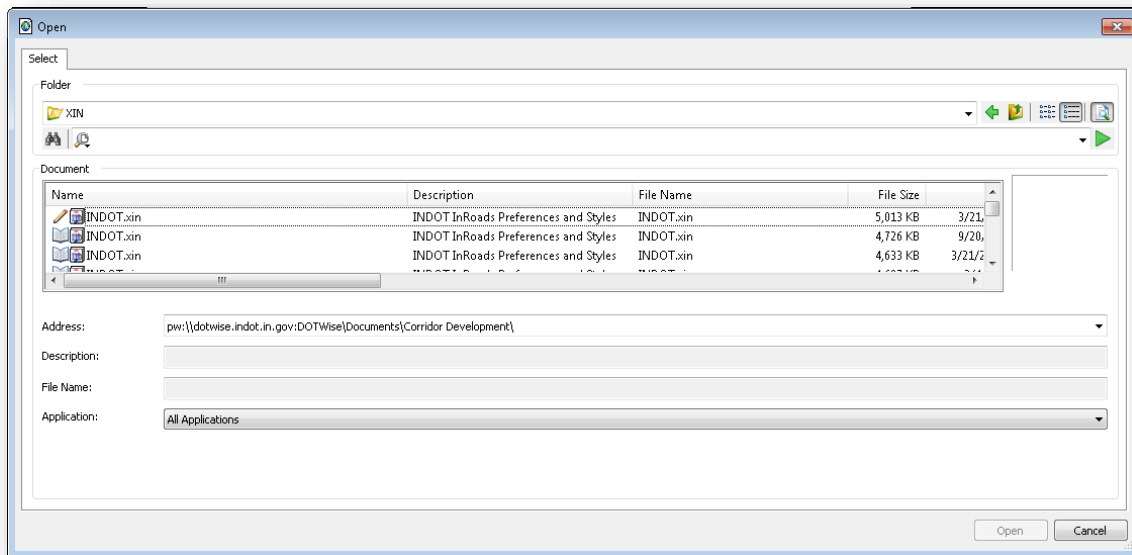 Open
Select
Folder
XIN
Document
Name Description File Name File Size
INDOT.xin INDOT InRoads Preferences and Styles INDOT.xin 5,013 KB 3/21,
INDOT.xin INDOT InRoads Preferences and Styles INDOT.xin 4,726 KB 9/20,
INDOT.xin INDOT InRoads Preferences and Styles INDOT.xin 4,633 KB 3/21/2
Address: pw:\\dotwise.indot.in.gov:DOTWise\Documents\Corridor Development\
Description:
File Name:
Application: All Applications
Open Cancel